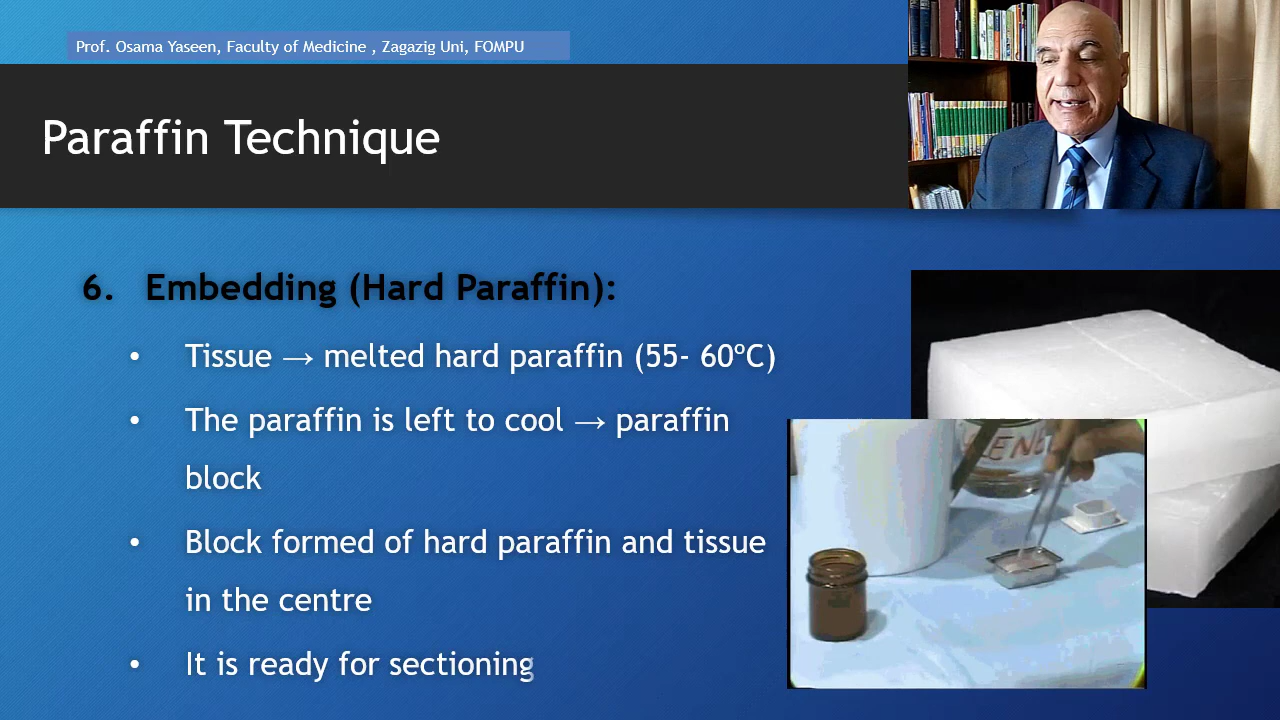 Prof. Osama Yaseen, Faculty of Medicine , Zagazig Uni, FOMPU
Paraffin Technique
6. Embedding (Hard Paraffin):
• Tissue → melted hard paraffin (55- 60ºC)
• The paraffin is left to cool → paraffin
block
• Block formed of hard paraffin and tissue
in the centre
• It is ready for sectioning